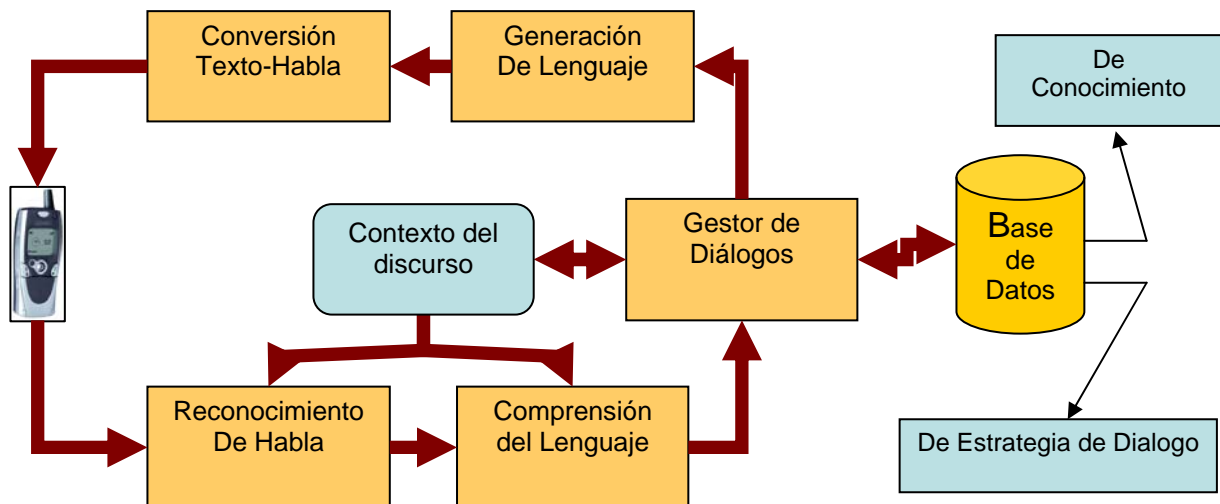 Conversión
Texto-Habla
Generación
De Lenguaje
De
Conocimiento
Contexto del
discurso
Gestor de
Diálogos
Base
de
Datos
Reconocimiento
De Habla
Comprensión
del Lenguaje
De Estrategia de Dialogo